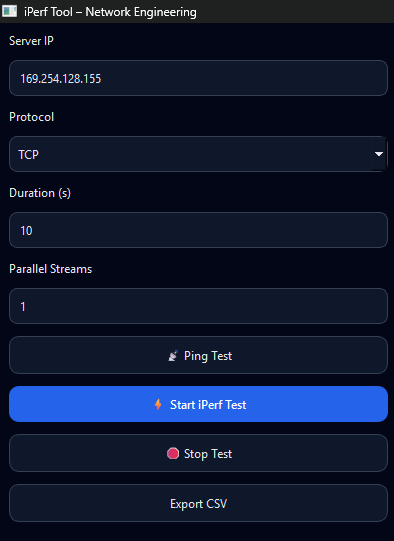 iPerf Tool – Network Engineering
Server IP
169.254.128.155
Protocol
TCP
Duration (s)
10
Parallel Streams
1
Ping Test
Start iPerf Test
Stop Test
Export CSV